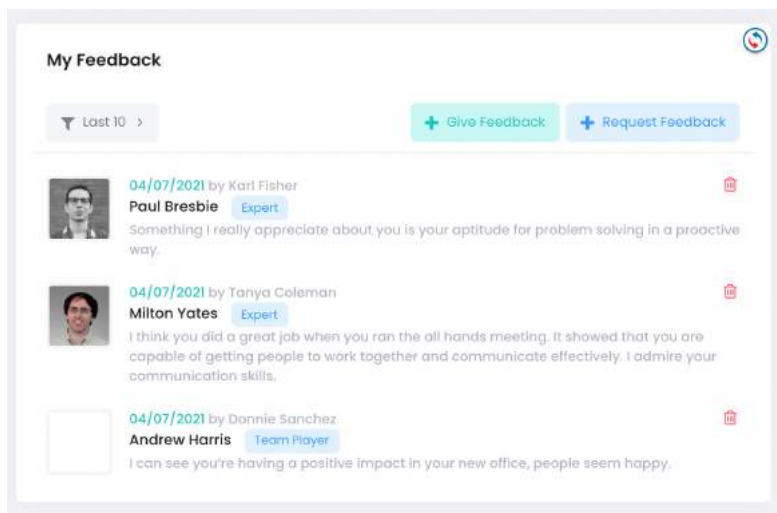 My Feedback
Last 10 >
+ Give Feedback
+ Request Feedback
04/07/2021 by Karl Fisher
Paul Bresbie Expert
Something I really appreciate about you is your aptitude for problem solving in a proactive
way.
04/07/2021 by Tanya Coleman
Milton Yates Expert
I think you did a great job when you ran the all hands meeting. It showed that you are
capable of getting people to work together and communicate effectively. I admire your
communication skills.
04/07/2021 by Donnie Sanchez
Andrew Harris Team Player
I can see you're having a positive impact in your new office, people seem happy.